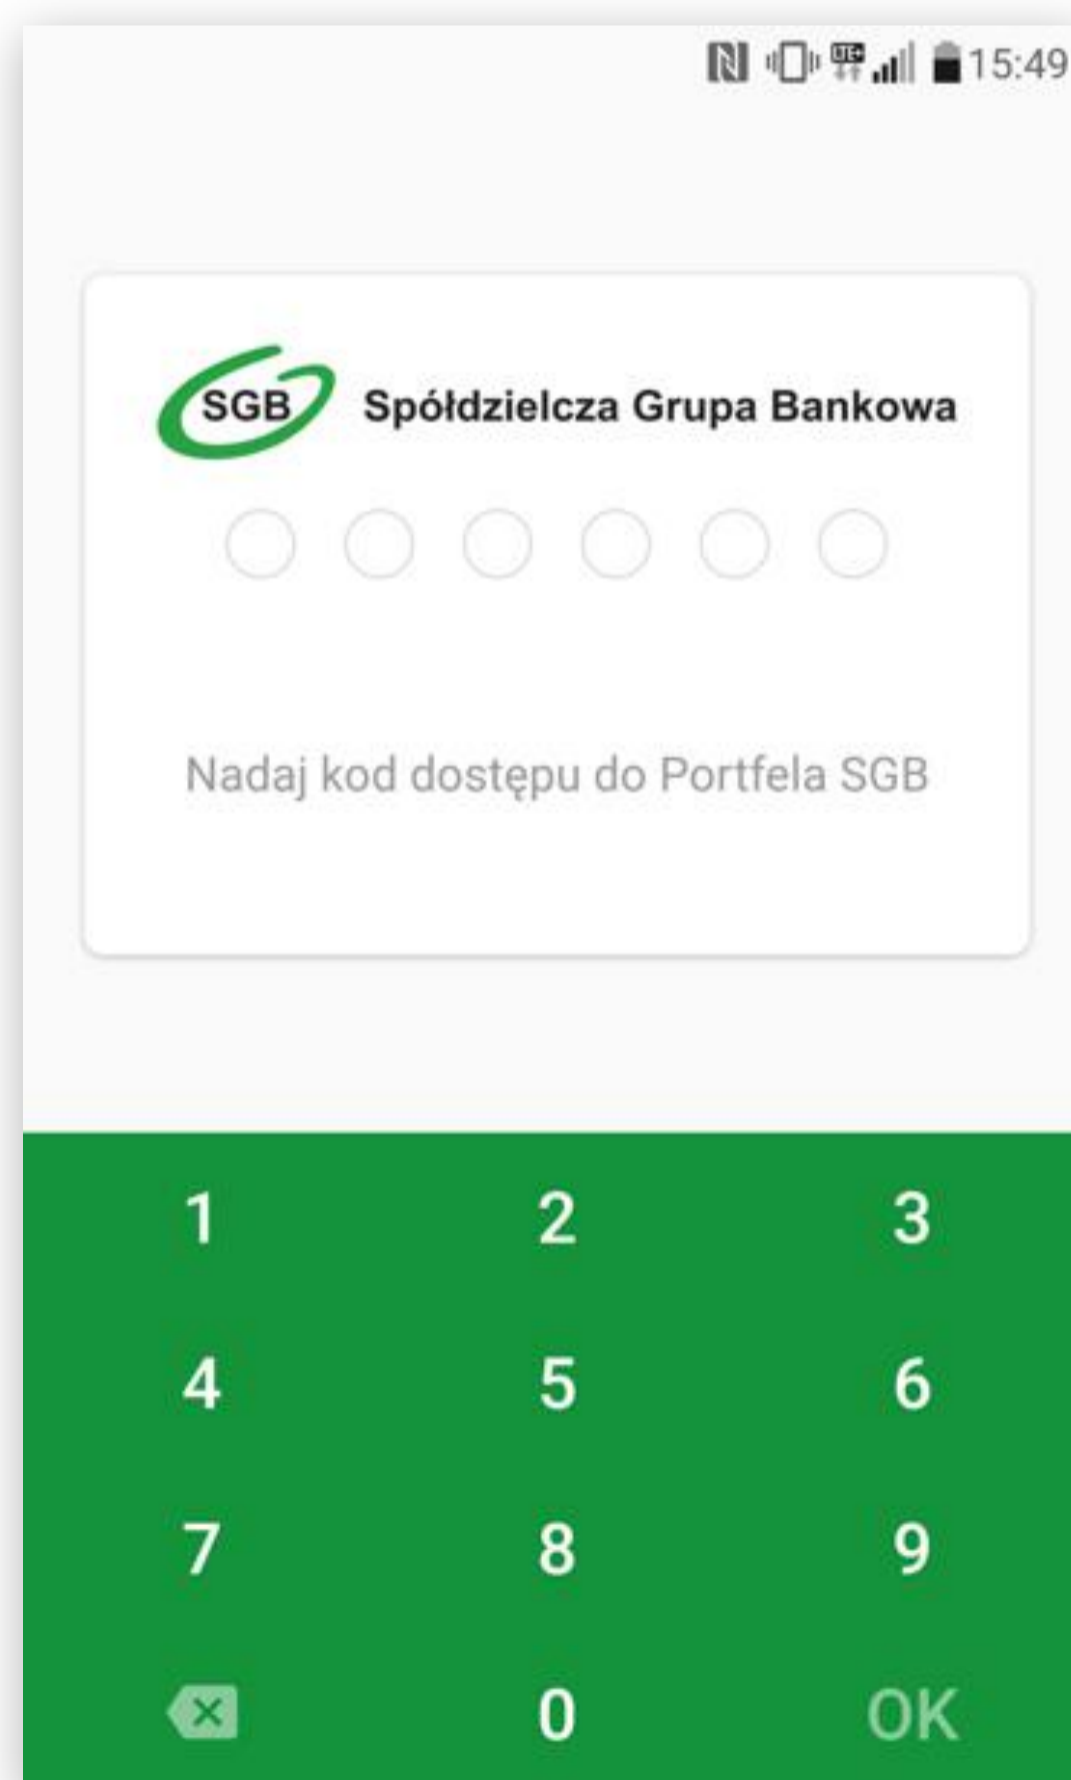 LTE+ 15:49
SGB Spółdzielcza Grupa Bankowa
Nadaj kod dostępu do Portfela SGB
1 2 3
4 5 6
7 8 9
0 OK